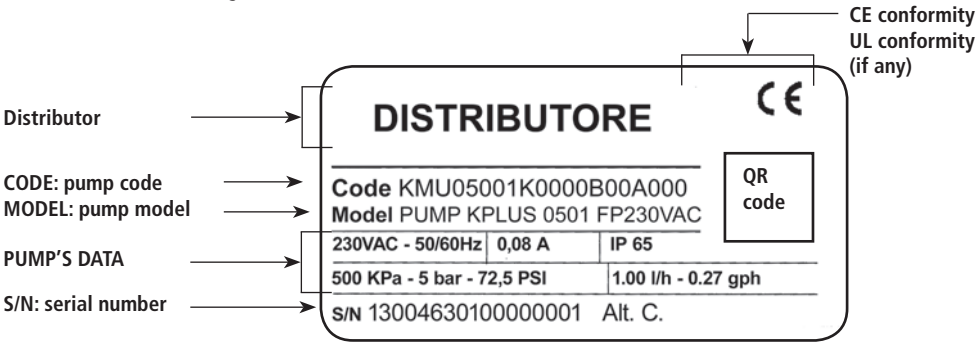 CE conformity
UL conformity
(if any)
Distributor
DISTRIBUTORE
CE
CODE: pump code
MODEL: pump model
Code KMU05001K0000B00A000
Model PUMP KPLUS 0501 FP230VAC
QR
code
PUMP'S DATA
230VAC - 50/60Hz 0,08 A IP 65
500 KPa - 5 bar - 72,5 PSI 1.00 l/h - 0.27 gph
S/N: serial number
S/N 13004630100000001 Alt. C.